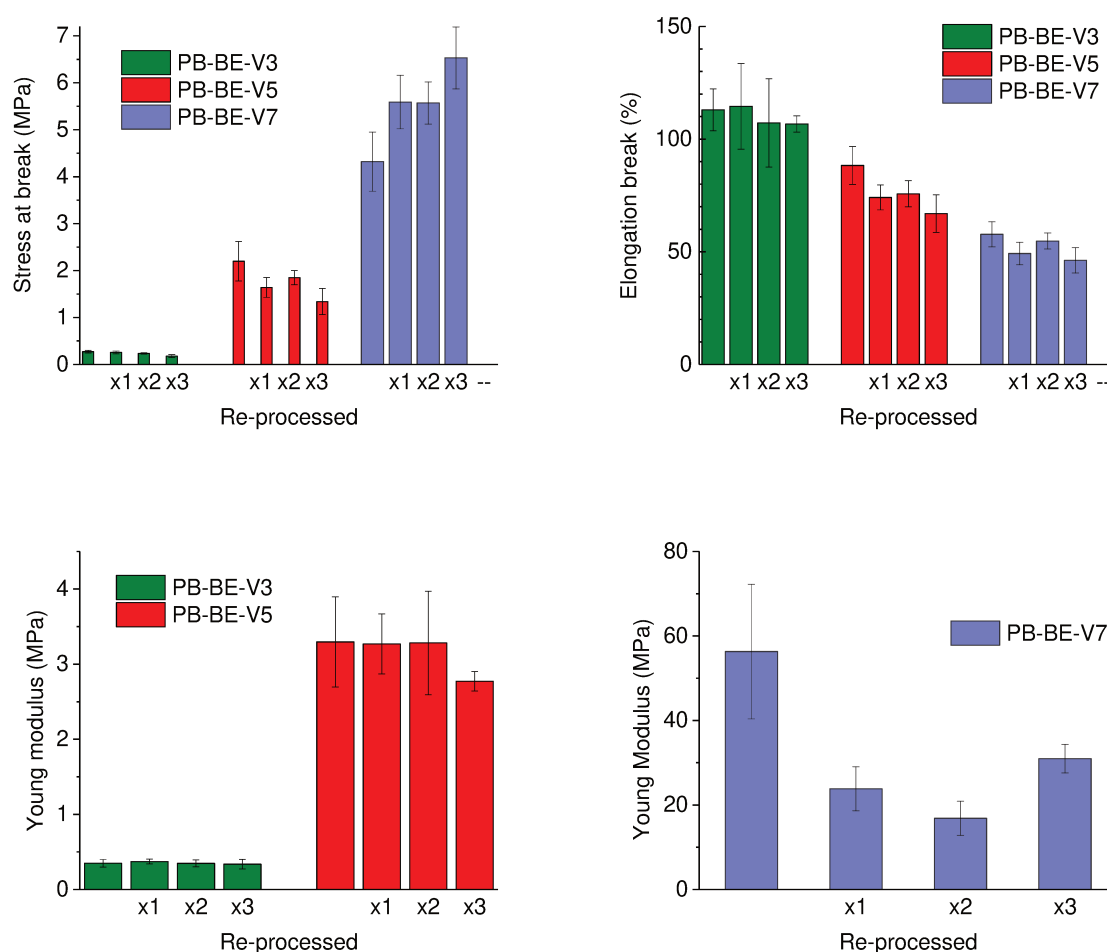 Stress at break (MPa)
7
6
5
4
3
2
1
0
PB-BE-V3
PB-BE-V5
PB-BE-V7
x1 x2 x3 x1 x2 x3 x1 x2 x3 --
Re-processed
Elongation break (%)
150
100
50
0
PB-BE-V3
PB-BE-V5
PB-BE-V7
x1 x2 x3 x1 x2 x3 x1 x2 x3 --
Re-processed
Young modulus (MPa)
4
3
2
1
0
PB-BE-V3
PB-BE-V5
x1 x2 x3 x1 x2 x3
Re-processed
Young Modulus (MPa)
80
60
40
20
0
PB-BE-V7
x1 x2 x3
Re-processed